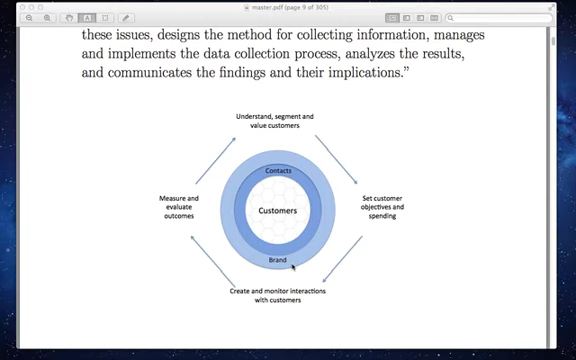 master.pdf (page 9 of 305)
these issues, designs the method for collecting information, manages
and implements the data collection process, analyzes the results,
and communicates the findings and their implications.”
Understand, segment and
value customers
Contacts
Measure and
evaluate
outcomes
Customers
Set customer
objectives and
spending
Brand
Create and monitor interactions
with customers